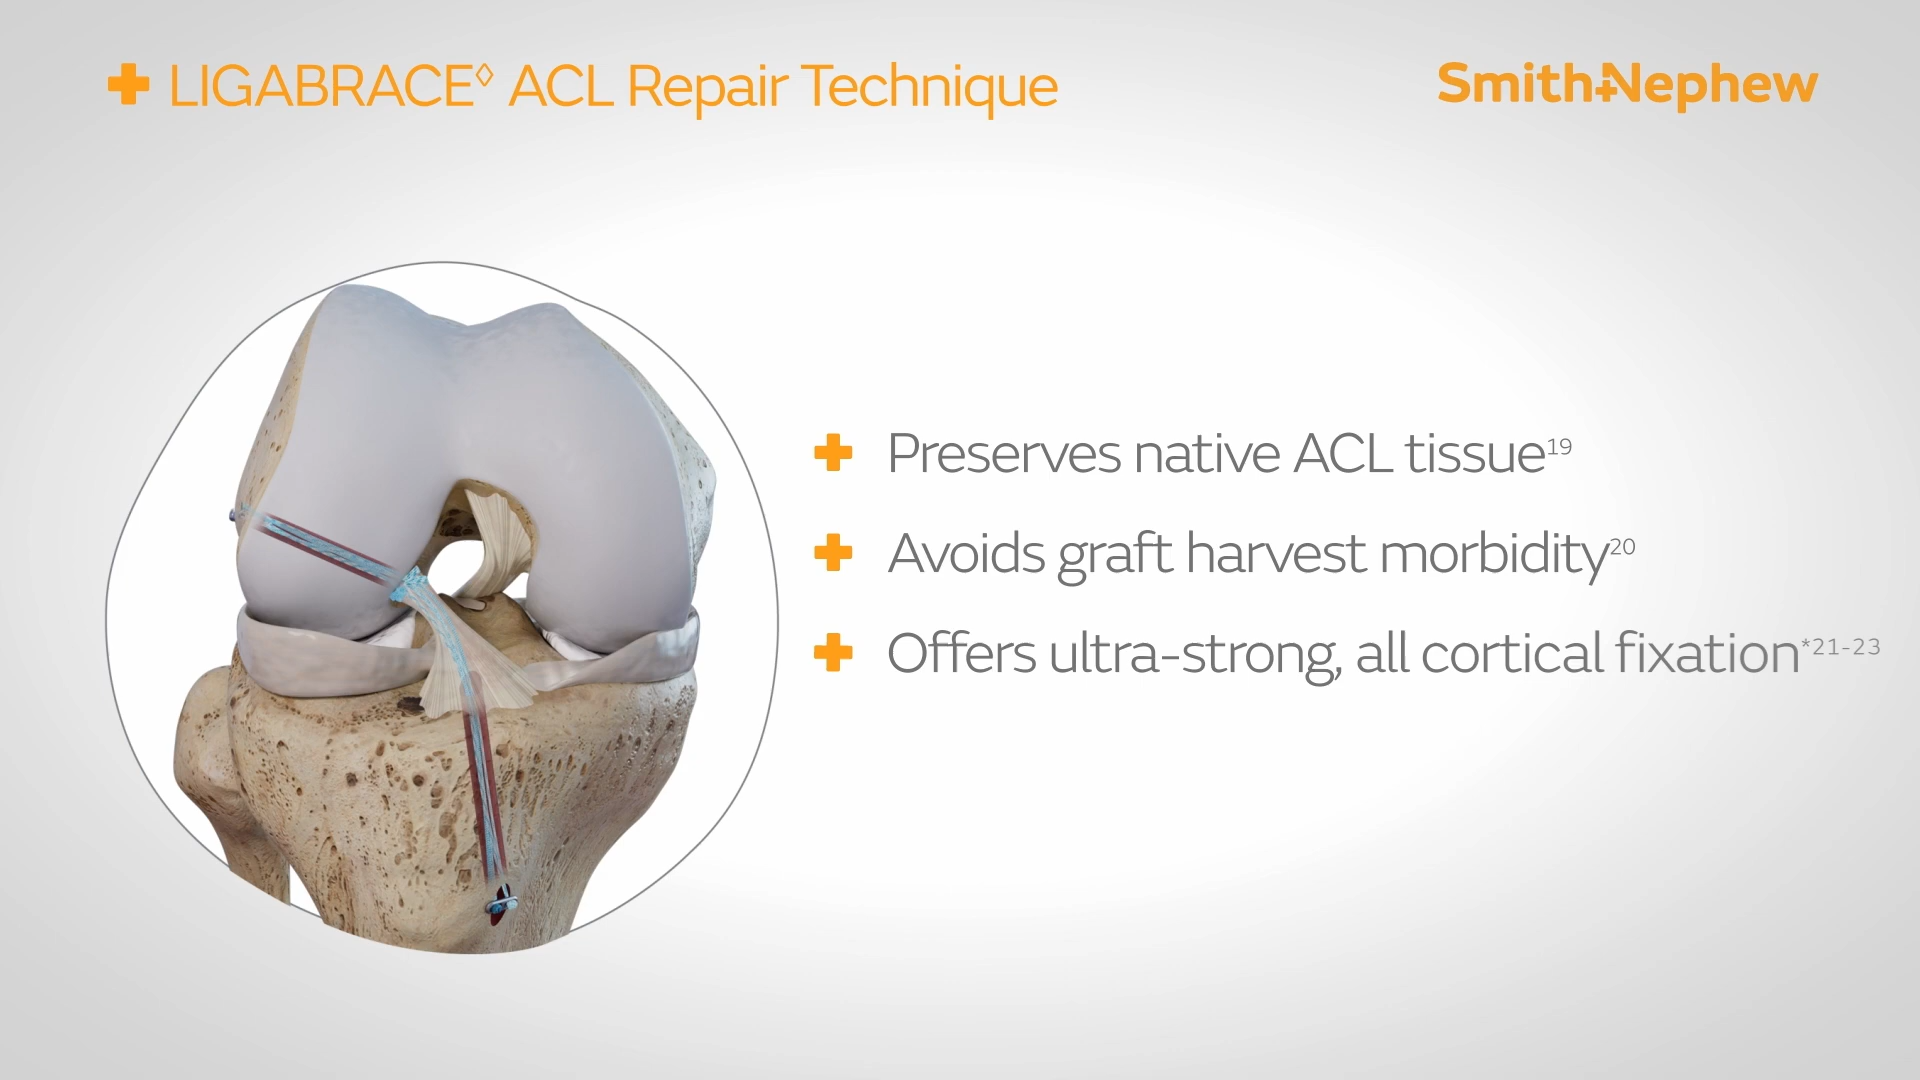 LIGABRACE◊ ACL Repair Technique
Smith+Nephew
Preserves native ACL tissue19
Avoids graft harvest morbidity20
Offers ultra-strong, all cortical fixation*21-23